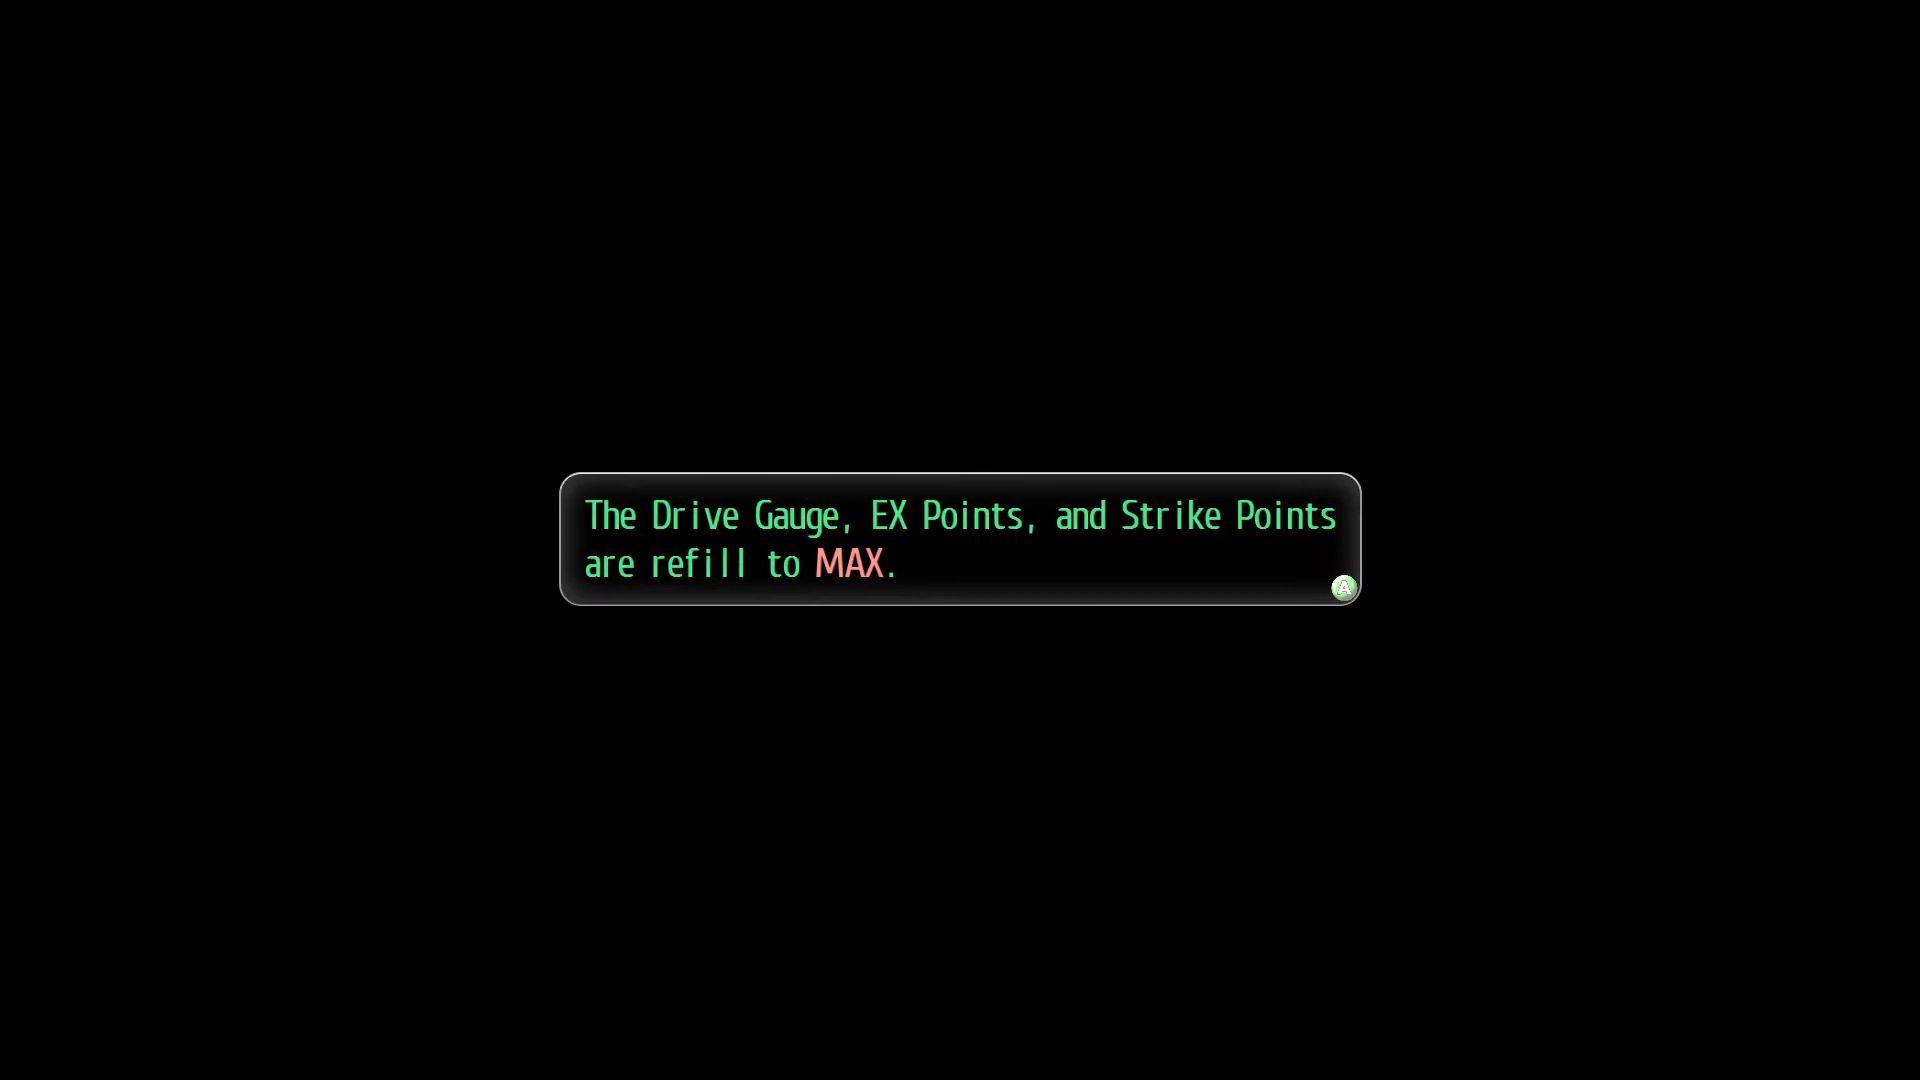 The Drive Gauge, EX Points, and Strike Points
are refill to MAX.
A